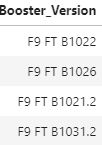 Booster_Version
F9 FT B1022
F9 FT B1026
F9 FT B1021.2
F9 FT B1031.2